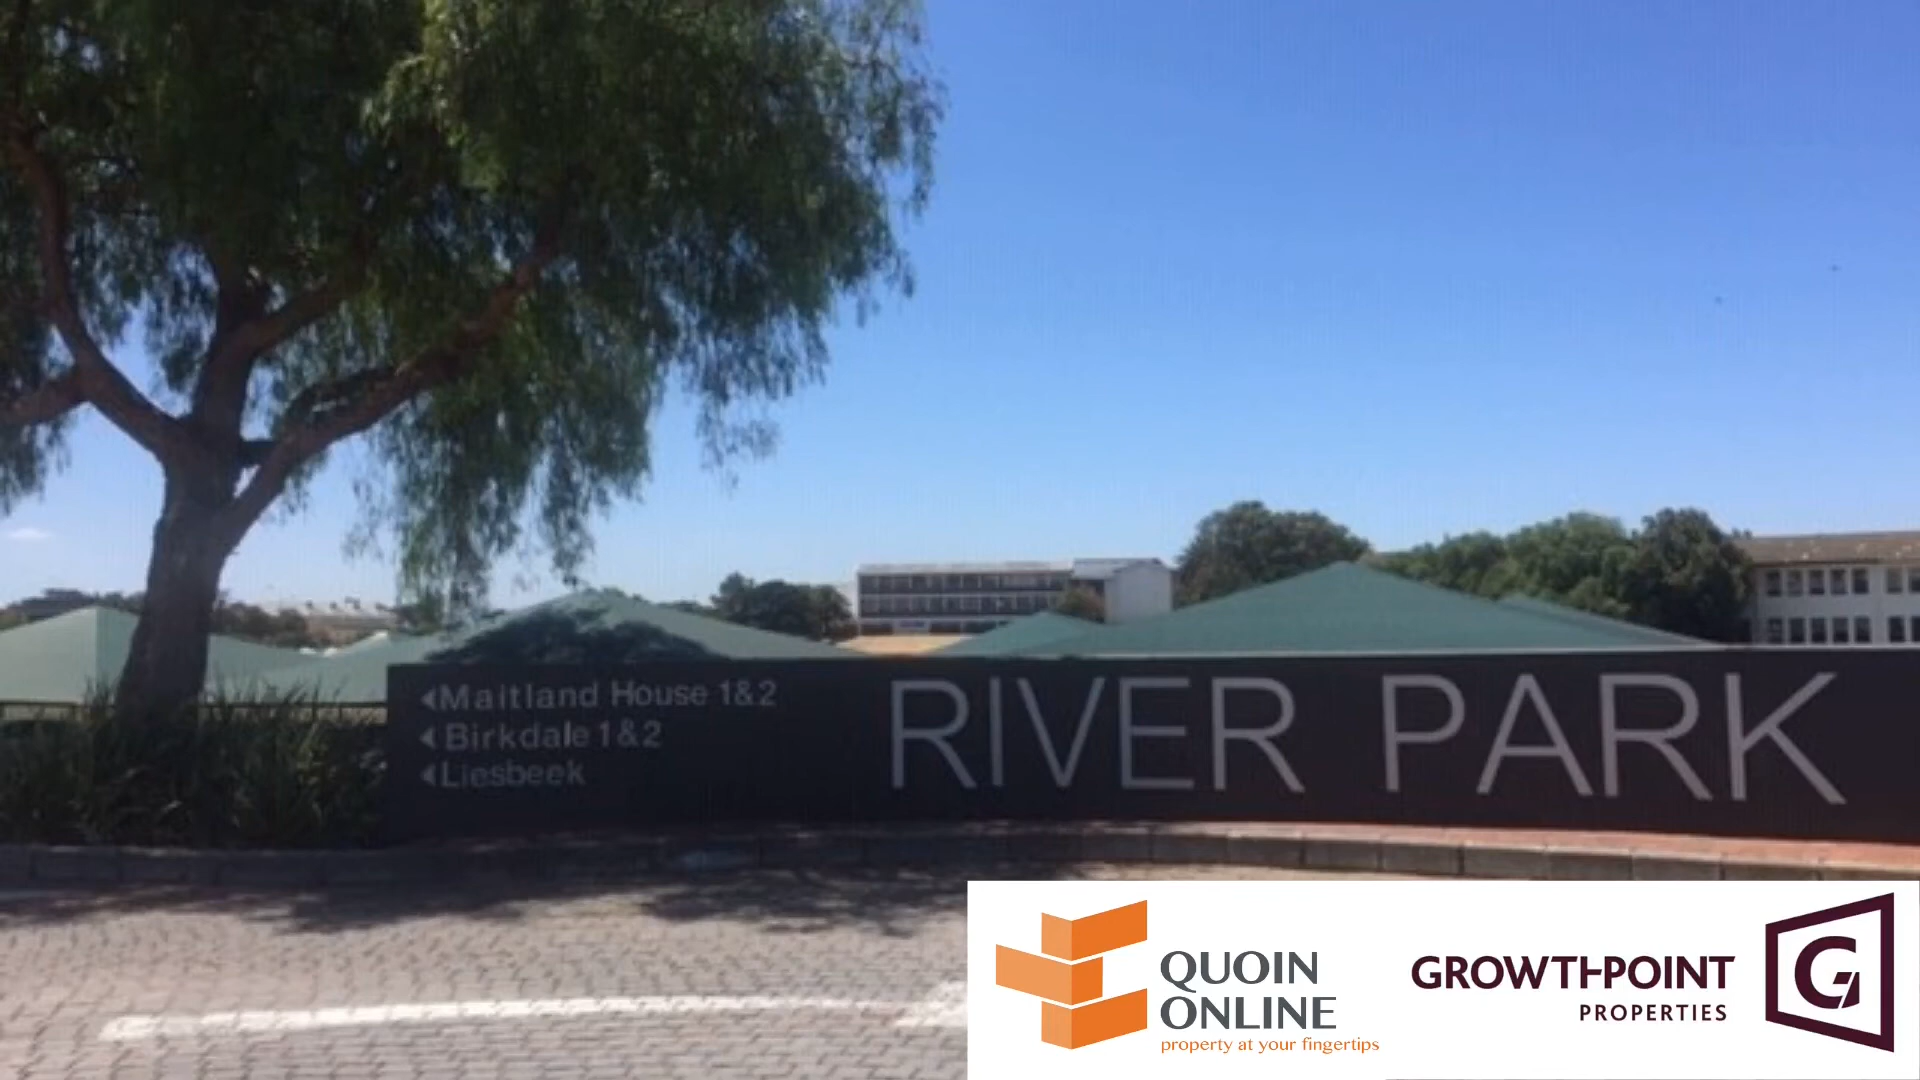 Maitland House 1&2
Birkdale 1&2
Liesbeek
RIVER PARK
QUOIN
ONLINE
property at your fingertips
GROWTHPOINT
PROPERTIES
G